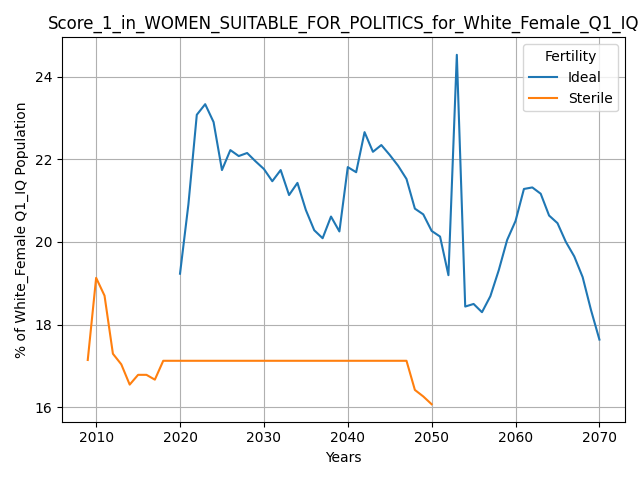 Score_1_in_WOMEN_SUITABLE_FOR_POLITICS_for_White_Female_Q1_IQ
Fertility
Ideal
Sterile
% of White_Female Q1_IQ Population
24
22
20
18
16
2010 2020 2030 2040 2050 2060 2070
Years